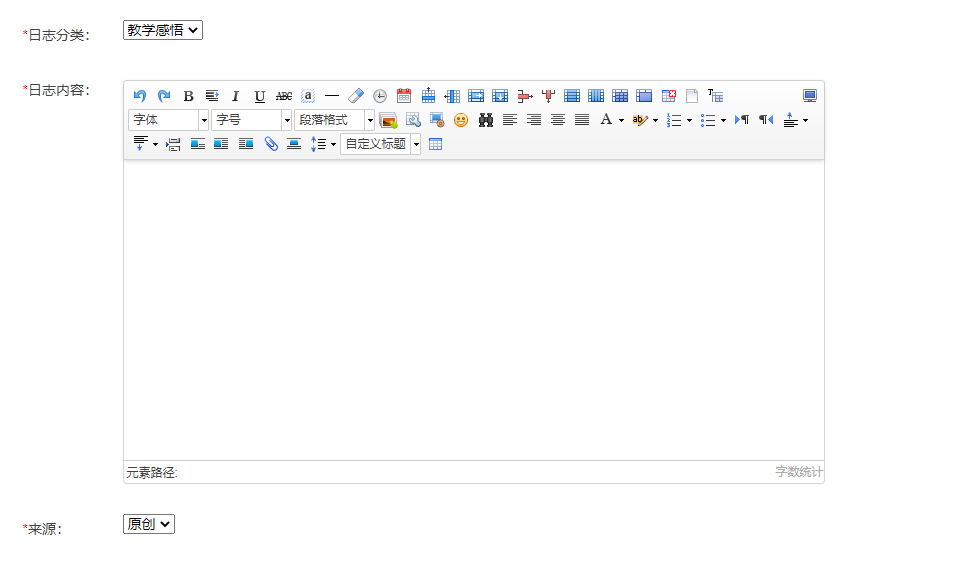 *日志分类： 教学感悟
*日志内容：
B I U ABC a
字体 字号 段落格式 A ab
自定义标题
元素路径: 字数统计
*来源： 原创